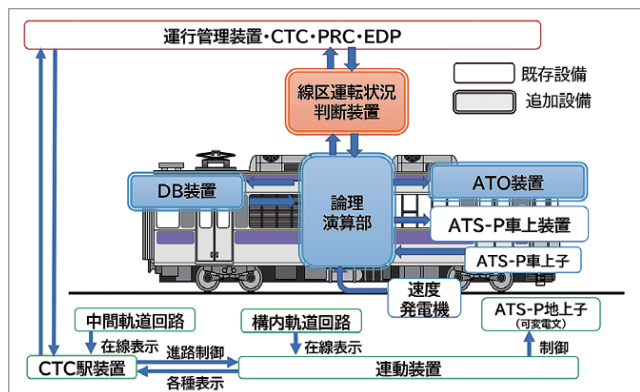 運行管理装置・CTC・PRC・EDP
線区運転状況
判断装置
既存設備
追加設備
DB装置
論理
演算部
ATO装置
ATS-P車上装置
ATS-P車上子
速度
発電機
中間軌道回路
構内軌道回路
ATS-P地上子
(可変電文)
在線表示
進路制御
在線表示
制御
CTC駅装置
各種表示
連動装置